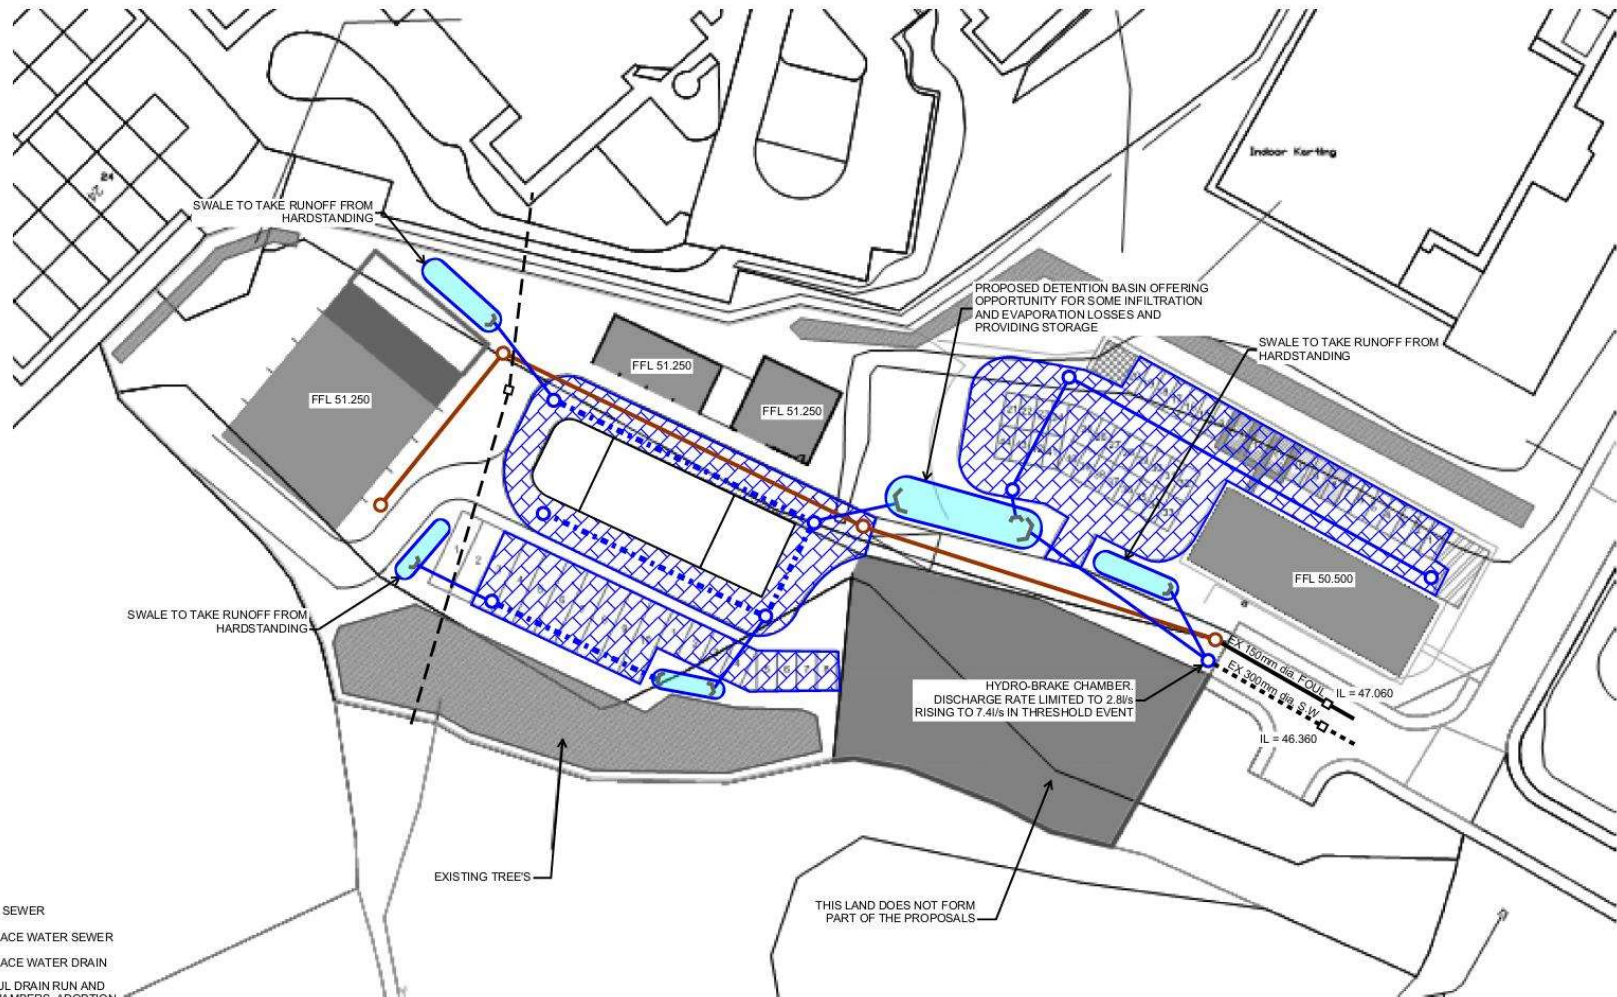 24
24
Indoor Karting
SWALE TO TAKE RUNOFF FROM
HARDSTANDING
PROPOSED DETENTION BASIN OFFERING
OPPORTUNITY FOR SOME INFILTRATION
AND EVAPORATION LOSSES AND
PROVIDING STORAGE
SWALE TO TAKE RUNOFF FROM
HARDSTANDING
FFL 51.250
FFL 51.250
FFL 51.250
FFL 50.500
SWALE TO TAKE RUNOFF FROM
HARDSTANDING
EX 150mm dia. FOUL
IL = 47.060
EX 300mm dia. S.W
IL = 46.360
HYDRO-BRAKE CHAMBER.
DISCHARGE RATE LIMITED TO 2.8l/s
RISING TO 7.4l/s IN THRESHOLD EVENT
EXISTING TREE'S
THIS LAND DOES NOT FORM
PART OF THE PROPOSALS
SEWER
ACE WATER SEWER
ACE WATER DRAIN
UL DRAIN RUN AND